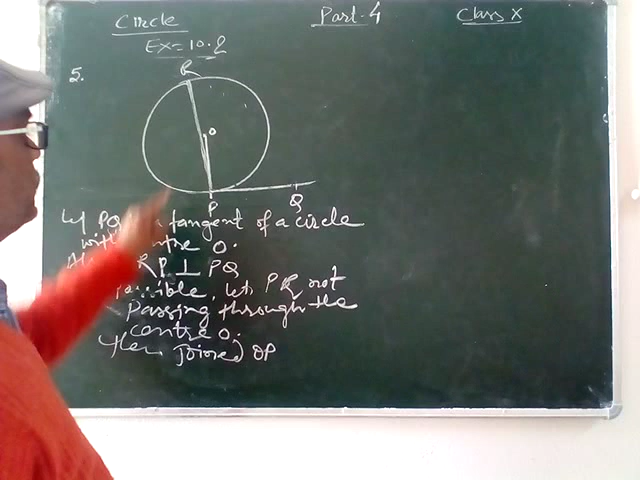 Circle Part-4 Class X
Ex=10.2
5.
R
O
P Q
Let PQ a tangent of a circle
with centre O.
RP ⊥ PQ
possible, let PR not
Passing through the
centre O.
then joined OP